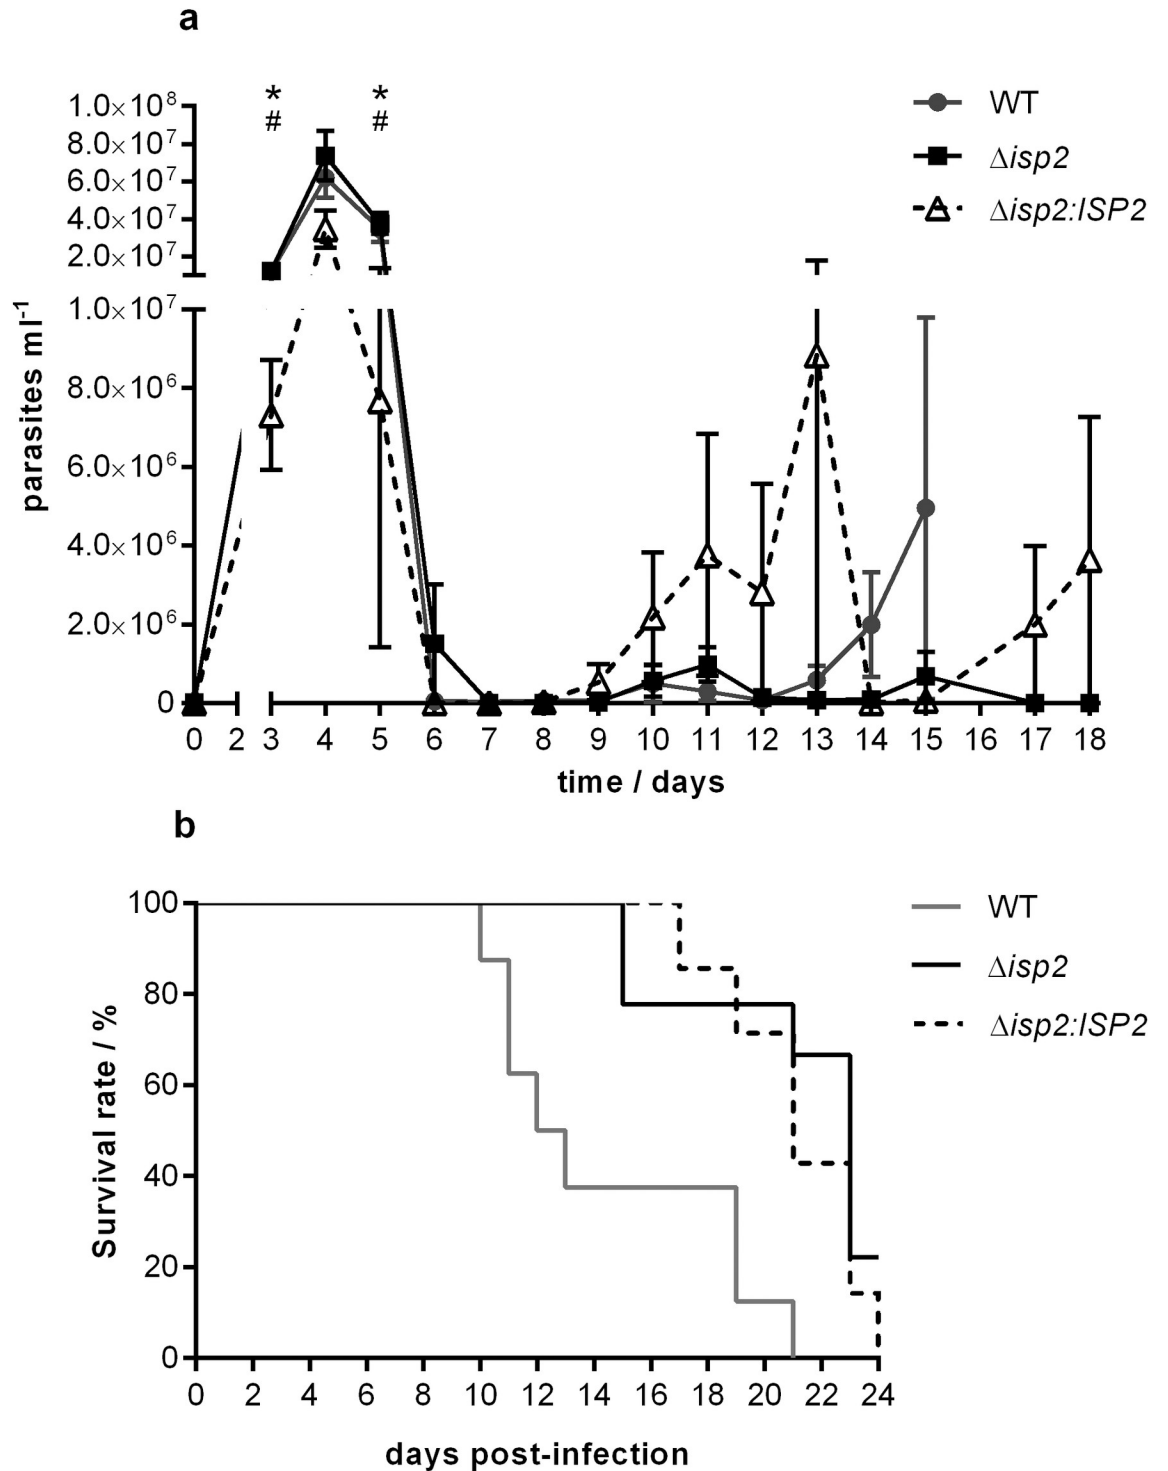 a
* *
# #
1.0×10⁸
8.0×10⁷
6.0×10⁷
4.0×10⁷
2.0×10⁷
1.0×10⁷
8.0×10⁶
6.0×10⁶
4.0×10⁶
2.0×10⁶
0
parasites ml⁻¹
WT
Δisp2
Δisp2:ISP2
0 2 3 4 5 6 7 8 9 10 11 12 13 14 15 16 17 18
time / days
b
100
80
60
40
20
0
Survival rate / %
WT
Δisp2
Δisp2:ISP2
0 2 4 6 8 10 12 14 16 18 20 22 24
days post-infection